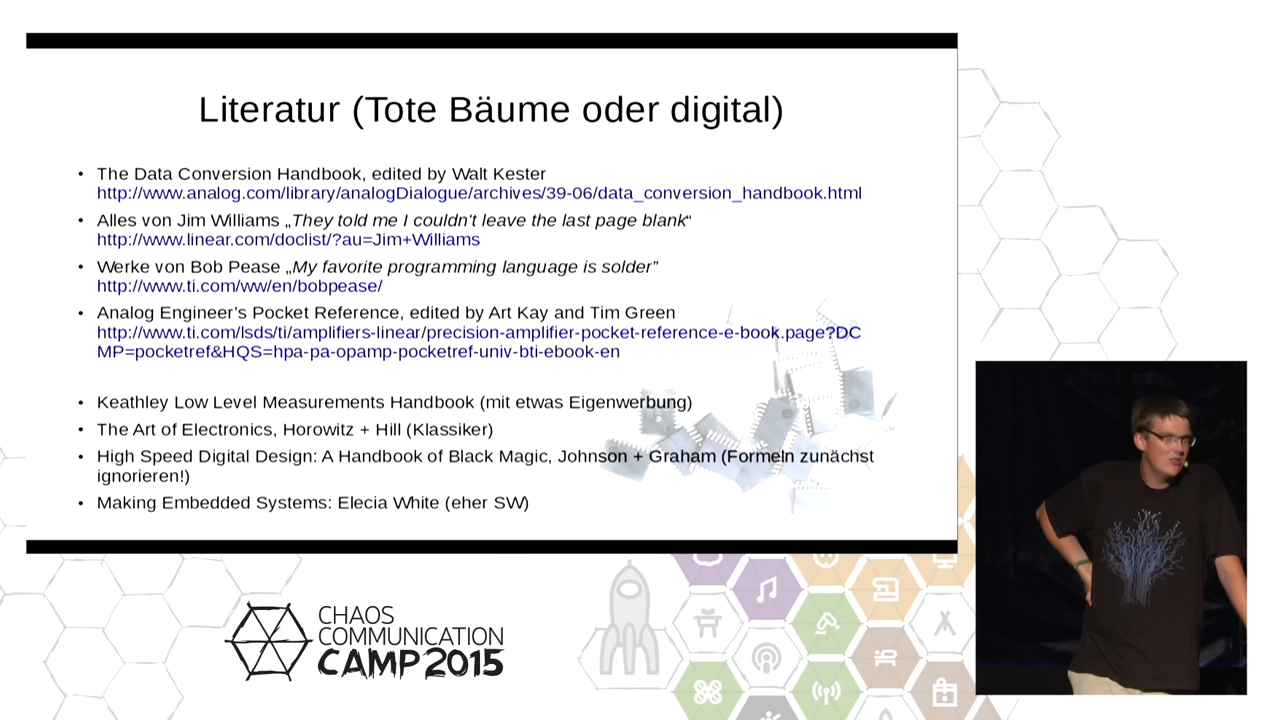 Literatur (Tote Bäume oder digital)
• The Data Conversion Handbook, edited by Walt Kester
http://www.analog.com/library/analogDialogue/archives/39-06/data_conversion_handbook.html
• Alles von Jim Williams „They told me I couldn't leave the last page blank“
http://www.linear.com/doclist/?au=Jim+Williams
• Werke von Bob Pease „My favorite programming language is solder”
http://www.ti.com/ww/en/bobpease/
• Analog Engineer’s Pocket Reference, edited by Art Kay and Tim Green
http://www.ti.com/lsds/ti/amplifiers-linear/precision-amplifier-pocket-reference-e-book.page?DC
MP=pocketref&HQS=hpa-pa-opamp-pocketref-univ-bti-ebook-en
• Keathley Low Level Measurements Handbook (mit etwas Eigenwerbung)
• The Art of Electronics, Horowitz + Hill (Klassiker)
• High Speed Digital Design: A Handbook of Black Magic, Johnson + Graham (Formeln zunächst
ignorieren!)
• Making Embedded Systems: Elecia White (eher SW)
CHAOS
COMMUNICATION
CAMP 2015